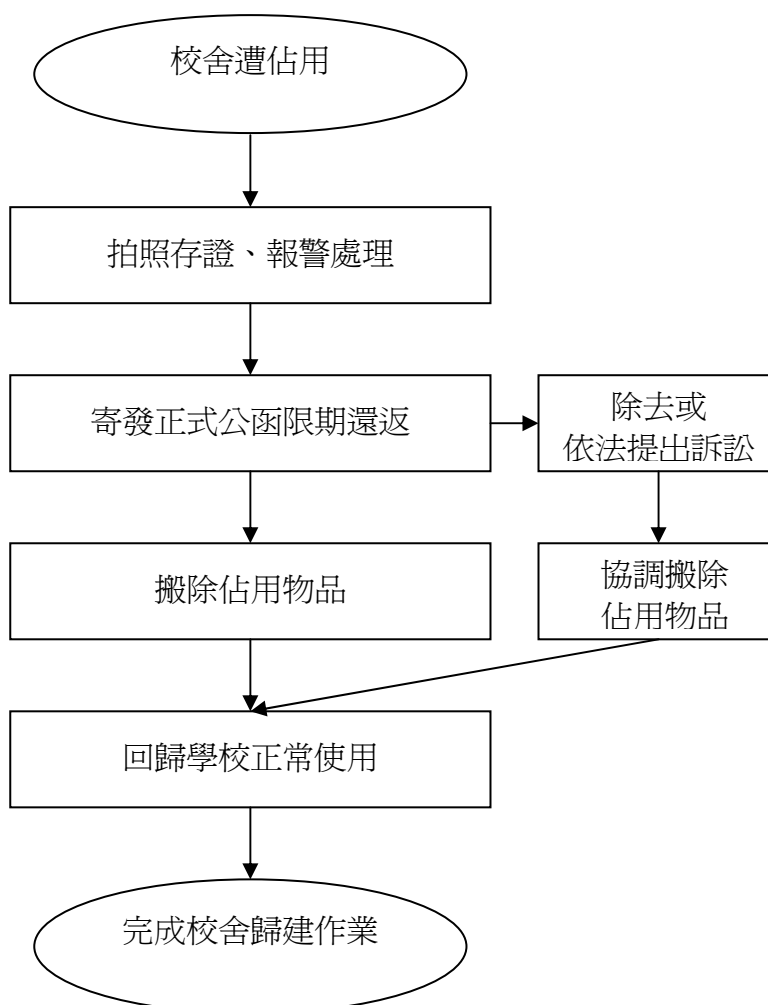 校舍遭佔用
拍照存證、報警處理
寄發正式公函限期還返
除去或
依法提出訴訟
搬除佔用物品
協調搬除
佔用物品
回歸學校正常使用
完成校舍歸建作業